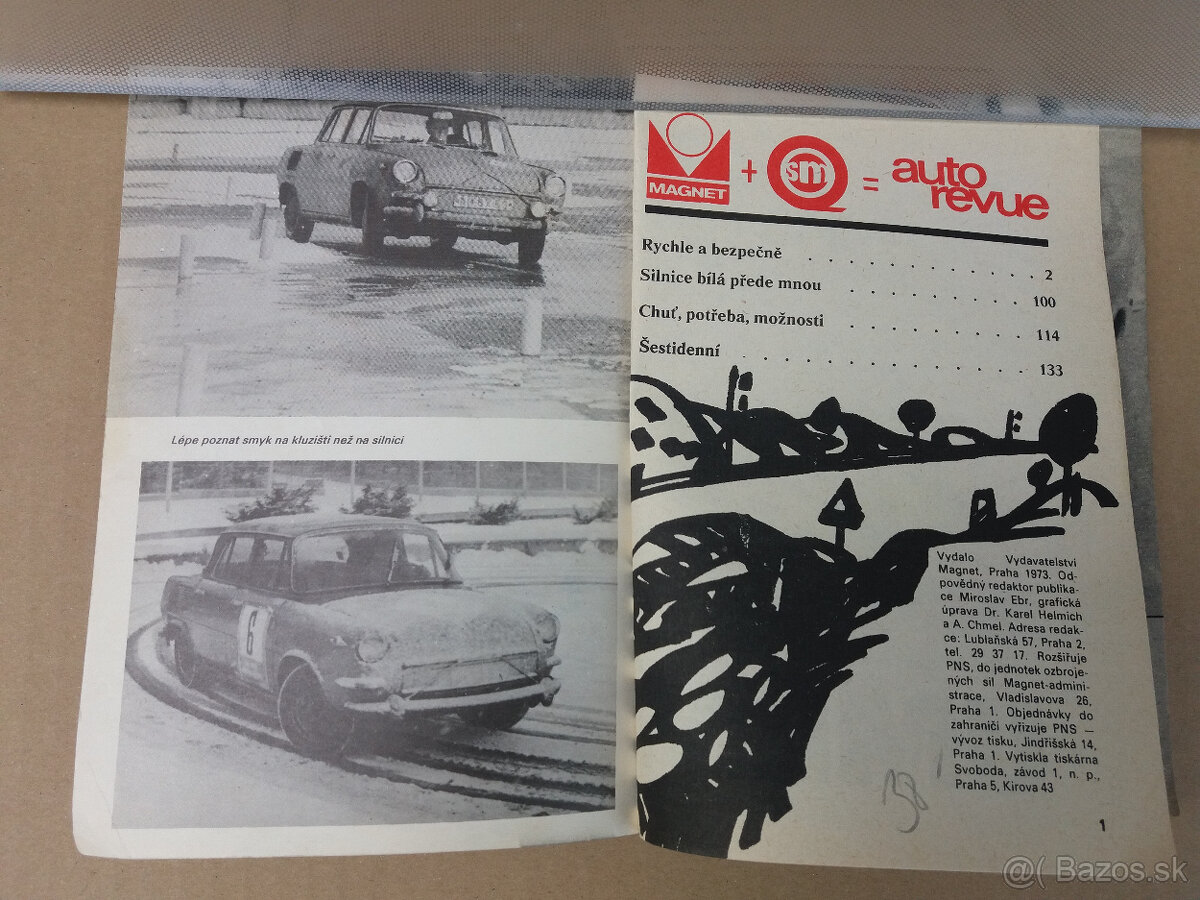 Lépe poznat smyk na kluzišti než na silnici
MAGNET + sm = auto
revue
Rychle a bezpečně . . . . . . . . . . . . 2
Silnice bílá přede mnou . . . . . . . . . 100
Chuť, potřeba, možnosti . . . . . . . . . 114
Šestidenní . . . . . . . . . . . . . . 133
Vydalo Vydavatelství
Magnet, Praha 1973. Od-
povědný redaktor publika-
ce Miroslav Ebr, grafická
úprava Dr. Karel Helmich
a A. Chmel. Adresa redak-
ce: Lublaňská 57, Praha 2,
tel. 29 37 17. Rozšiřuje
PNS, do jednotek ozbroje-
ných sil Magnet-admini-
strace, Vladislavova 26,
Praha 1. Objednávky do
zahraničí vyřizuje PNS —
vývoz tisku, Jindřišská 14,
Praha 1. Vytiskla tiskárna
Svoboda, závod 1, n. p.,
Praha 5, Kirova 43
6
1
@( Bazos.sk